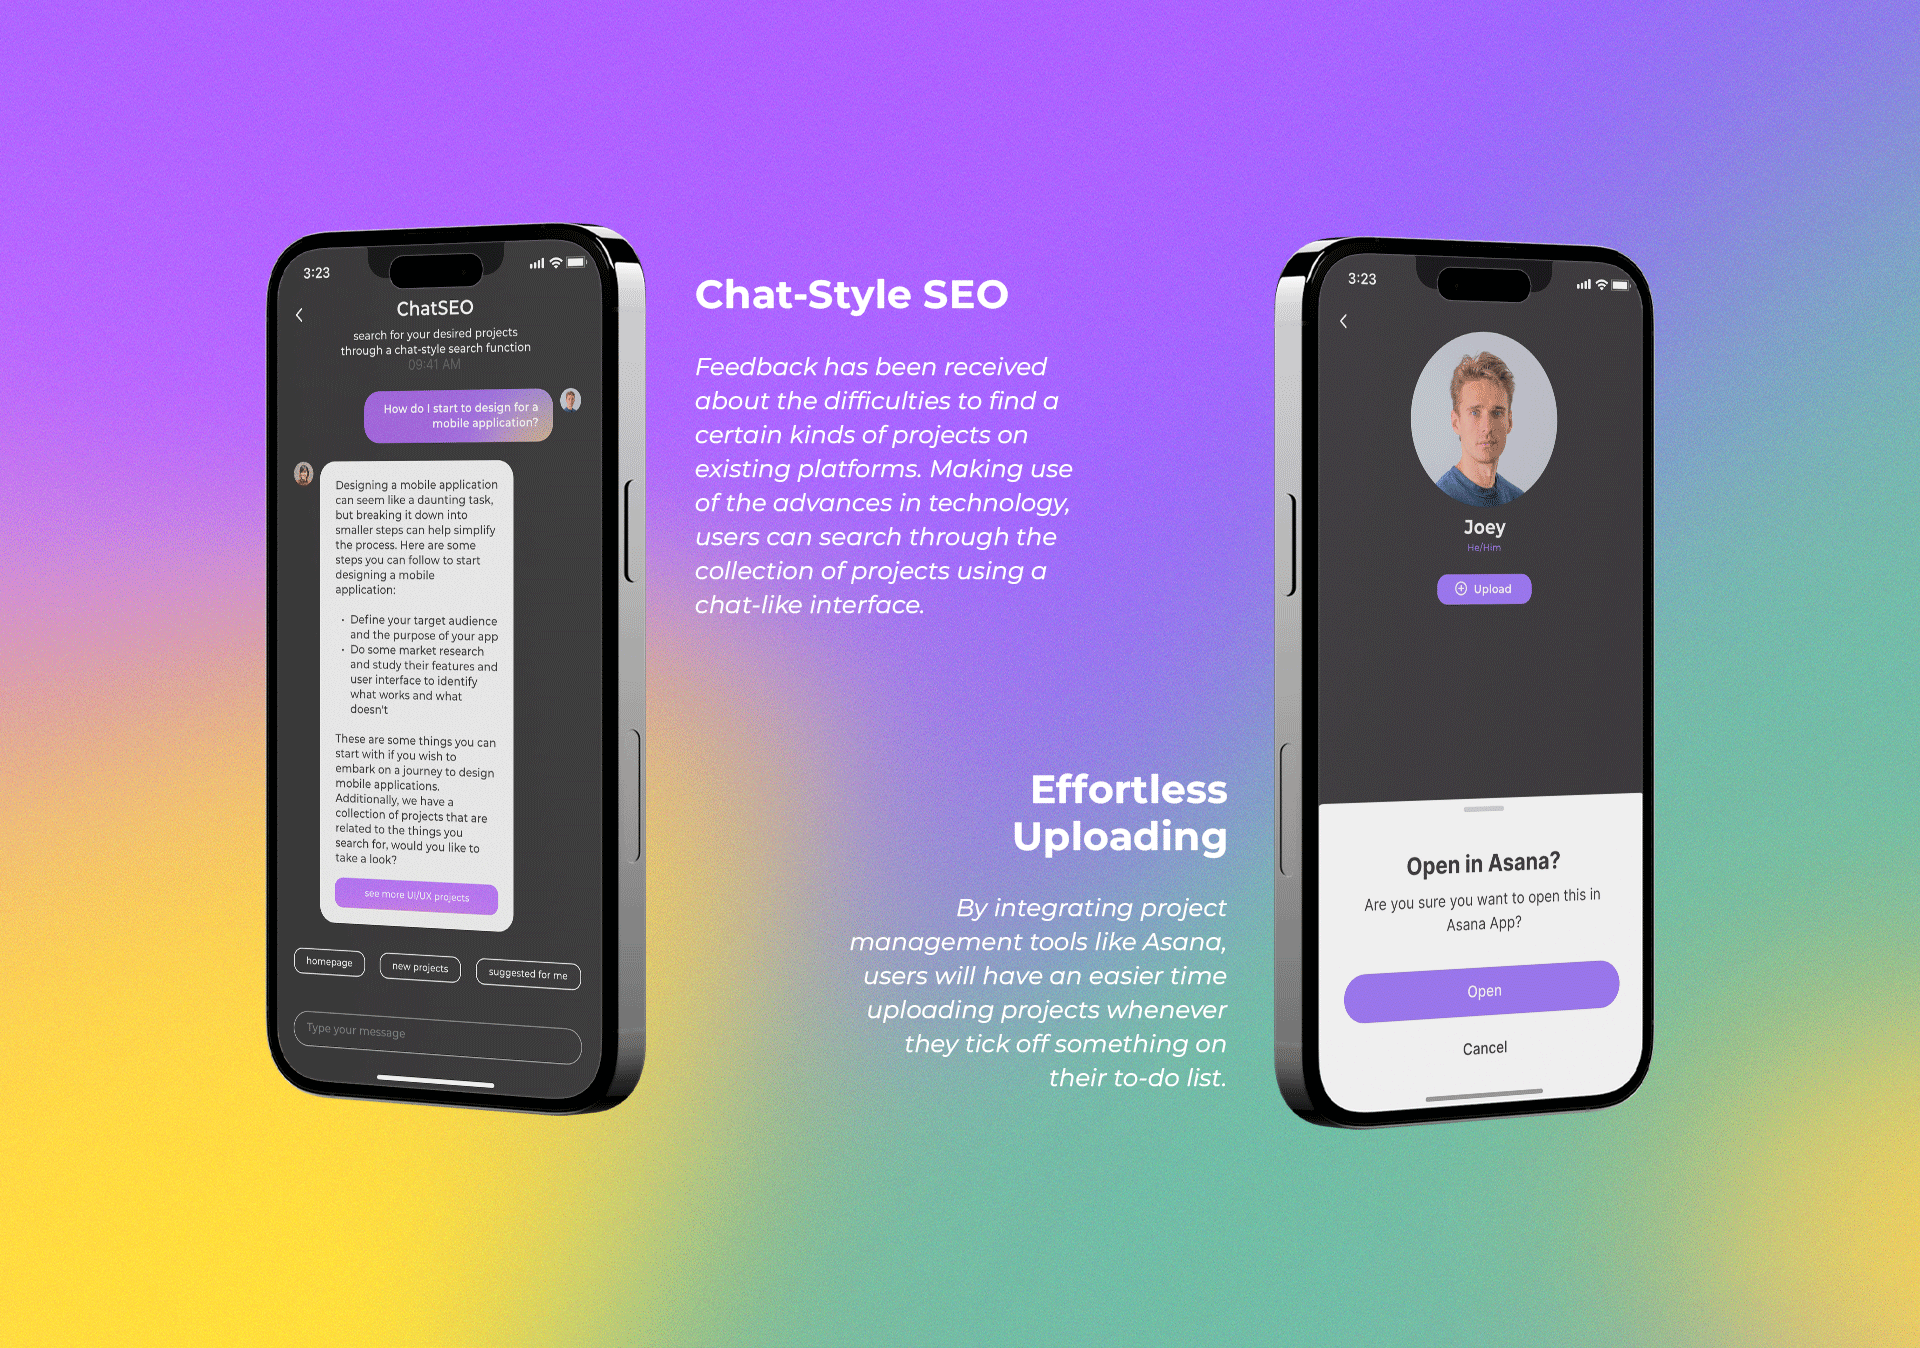 3:23
ChatSEO
search for your desired projects
through a chat-style search function
09:41 AM
How do I start to design for a
mobile application?
Designing a mobile application
can seem like a daunting task,
but breaking it down into
smaller steps can help simplify
the process. Here are some
steps you can follow to start
designing a mobile
application:
• Define your target audience
and the purpose of your app
• Do some market research
and study their features and
user interface to identify
what works and what
doesn't
These are some things you can
start with if you wish to
embark on a journey to design
mobile applications.
Additionally, we have a
collection of projects that are
related to the things you
search for, would you like to
take a look?
see more UI/UX projects
homepage
new projects
suggested for me
Type your message
Chat-Style SEO
Feedback has been received
about the difficulties to find a
certain kinds of projects on
existing platforms. Making use
of the advances in technology,
users can search through the
collection of projects using a
chat-like interface.
Effortless
Uploading
By integrating project
management tools like Asana,
users will have an easier time
uploading projects whenever
they tick off something on
their to-do list.
3:23
Joey
He/Him
Upload
Open in Asana?
Are you sure you want to open this in
Asana App?
Open
Cancel